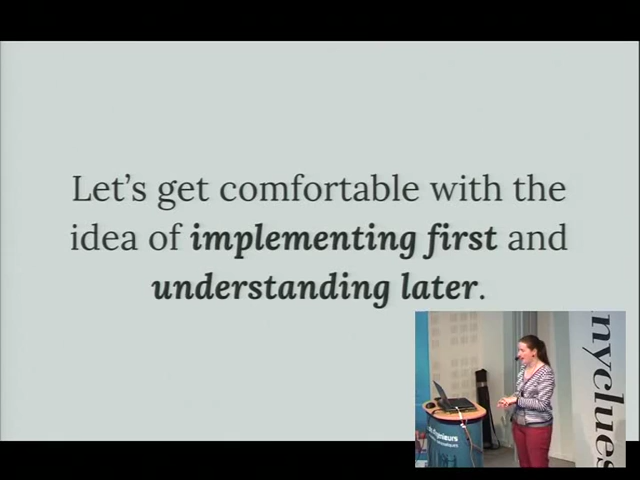 Let's get comfortable with the
idea of implementing first and
understanding later.
nyclues